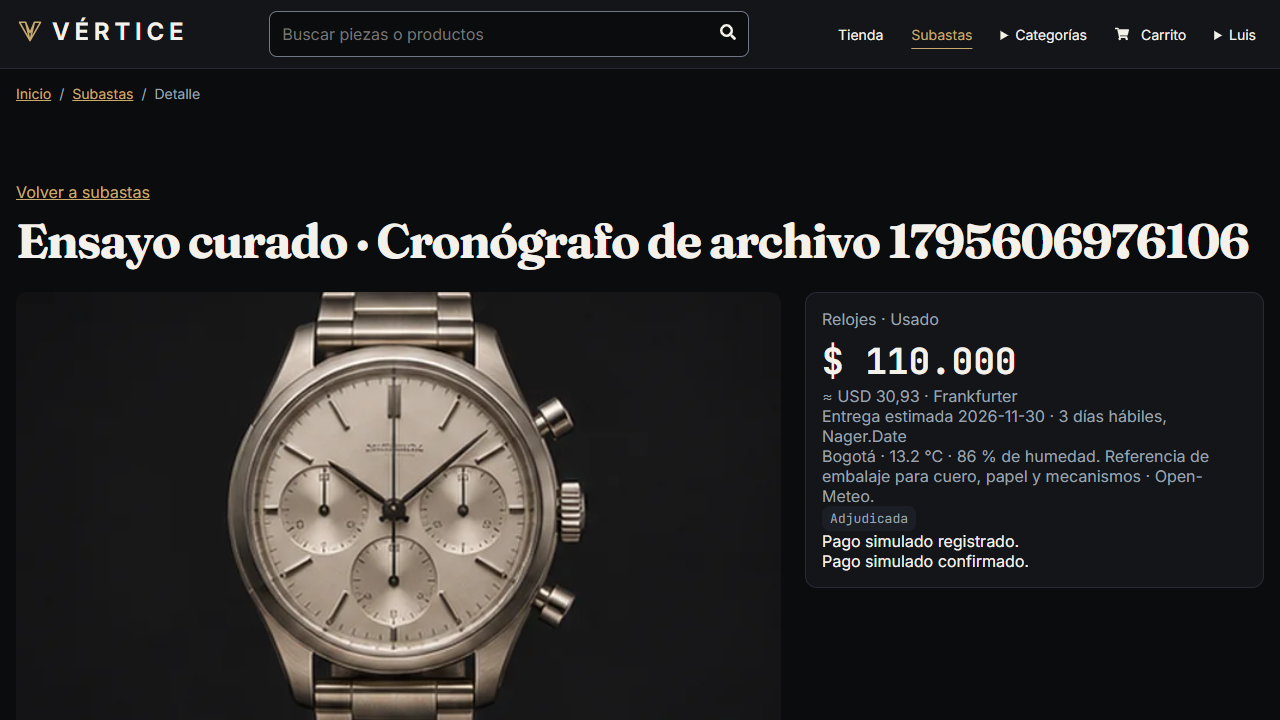 VÉRTICE
Buscar piezas o productos
Tienda
Subastas
Categorías
Carrito
Luis
Inicio / Subastas / Detalle
Volver a subastas
Ensayo curado · Cronógrafo de archivo 1795606976106
Relojes · Usado
$ 110.000
≈ USD 30,93 · Frankfurter
Entrega estimada 2026-11-30 · 3 días hábiles,
Nager.Date
Bogotá · 13.2 °C · 86 % de humedad. Referencia de
embalaje para cuero, papel y mecanismos · Open-
Meteo.
Adjudicada
Pago simulado registrado.
Pago simulado confirmado.